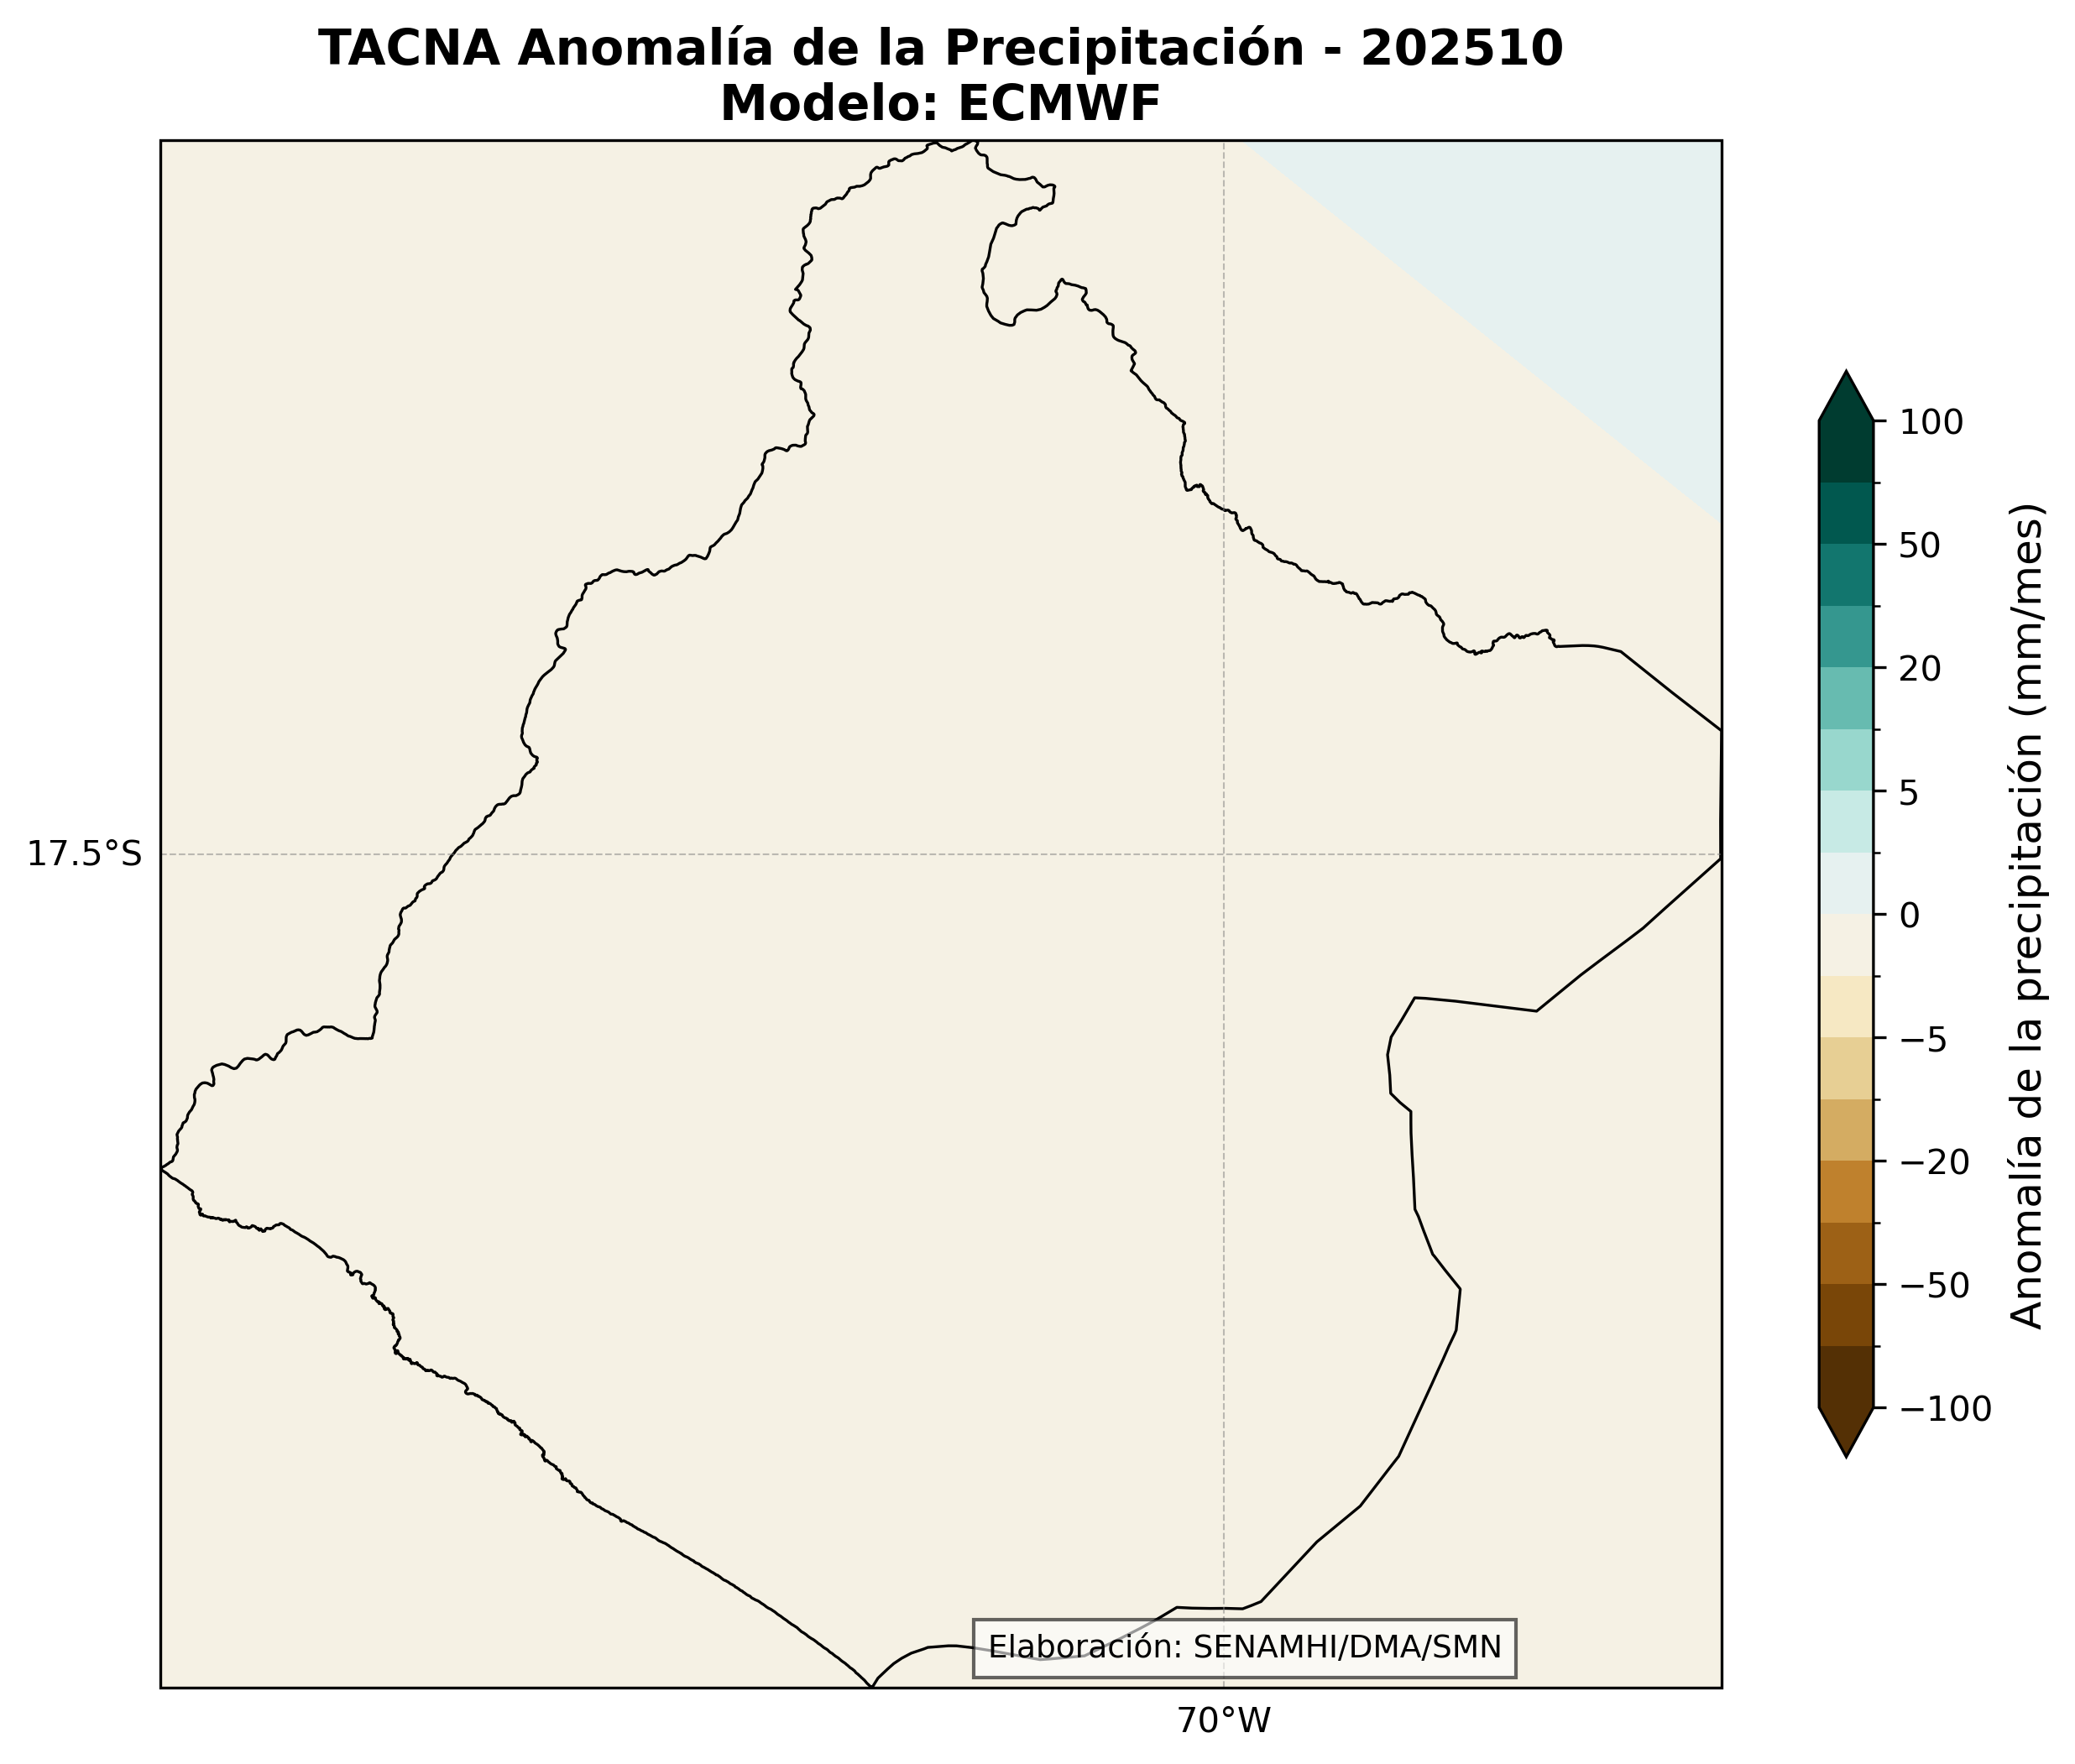 TACNA Anomalía de la Precipitación - 202510
Modelo: ECMWF
17.5°S
70°W
Elaboración: SENAMHI/DMA/SMN
100
50
20
5
0
−5
−20
−50
−100
Anomalía de la precipitación (mm/mes)